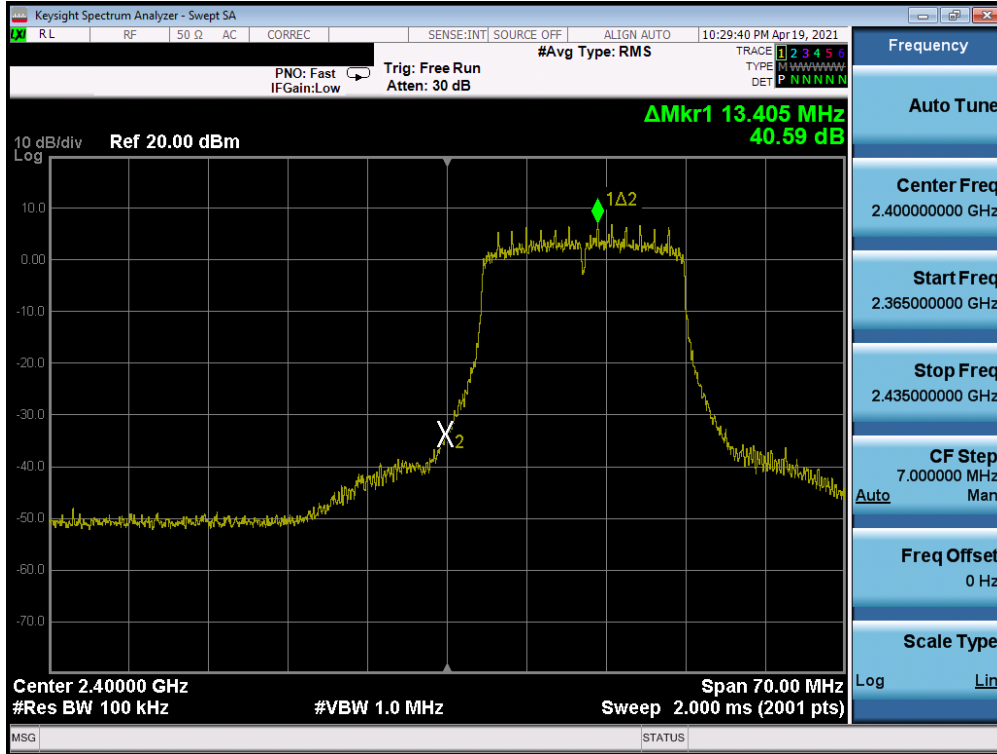 Keysight Spectrum Analyzer - Swept SA
LXI RL RF 50 Ω AC CORREC SENSE:INT SOURCE OFF ALIGN AUTO 10:29:40 PM Apr 19, 2021
#Avg Type: RMS
TRACE 1 2 3 4 5 6
PNO: Fast Trig: Free Run TYPE M WWWWW
IFGain:Low Atten: 30 dB DET P N N N N N
ΔMkr1 13.405 MHz
40.59 dB
10 dB/div Ref 20.00 dBm
Log
1Δ2
10.0
0.00
-10.0
-20.0
-30.0
X2
-40.0
-50.0
-60.0
-70.0
Center 2.40000 GHz Span 70.00 MHz
#Res BW 100 kHz #VBW 1.0 MHz Sweep 2.000 ms (2001 pts)
MSG STATUS
Frequency
Auto Tune
Center Freq
2.400000000 GHz
Start Freq
2.365000000 GHz
Stop Freq
2.435000000 GHz
CF Step
7.000000 MHz
Auto Man
Freq Offset
0 Hz
Scale Type
Log Lin